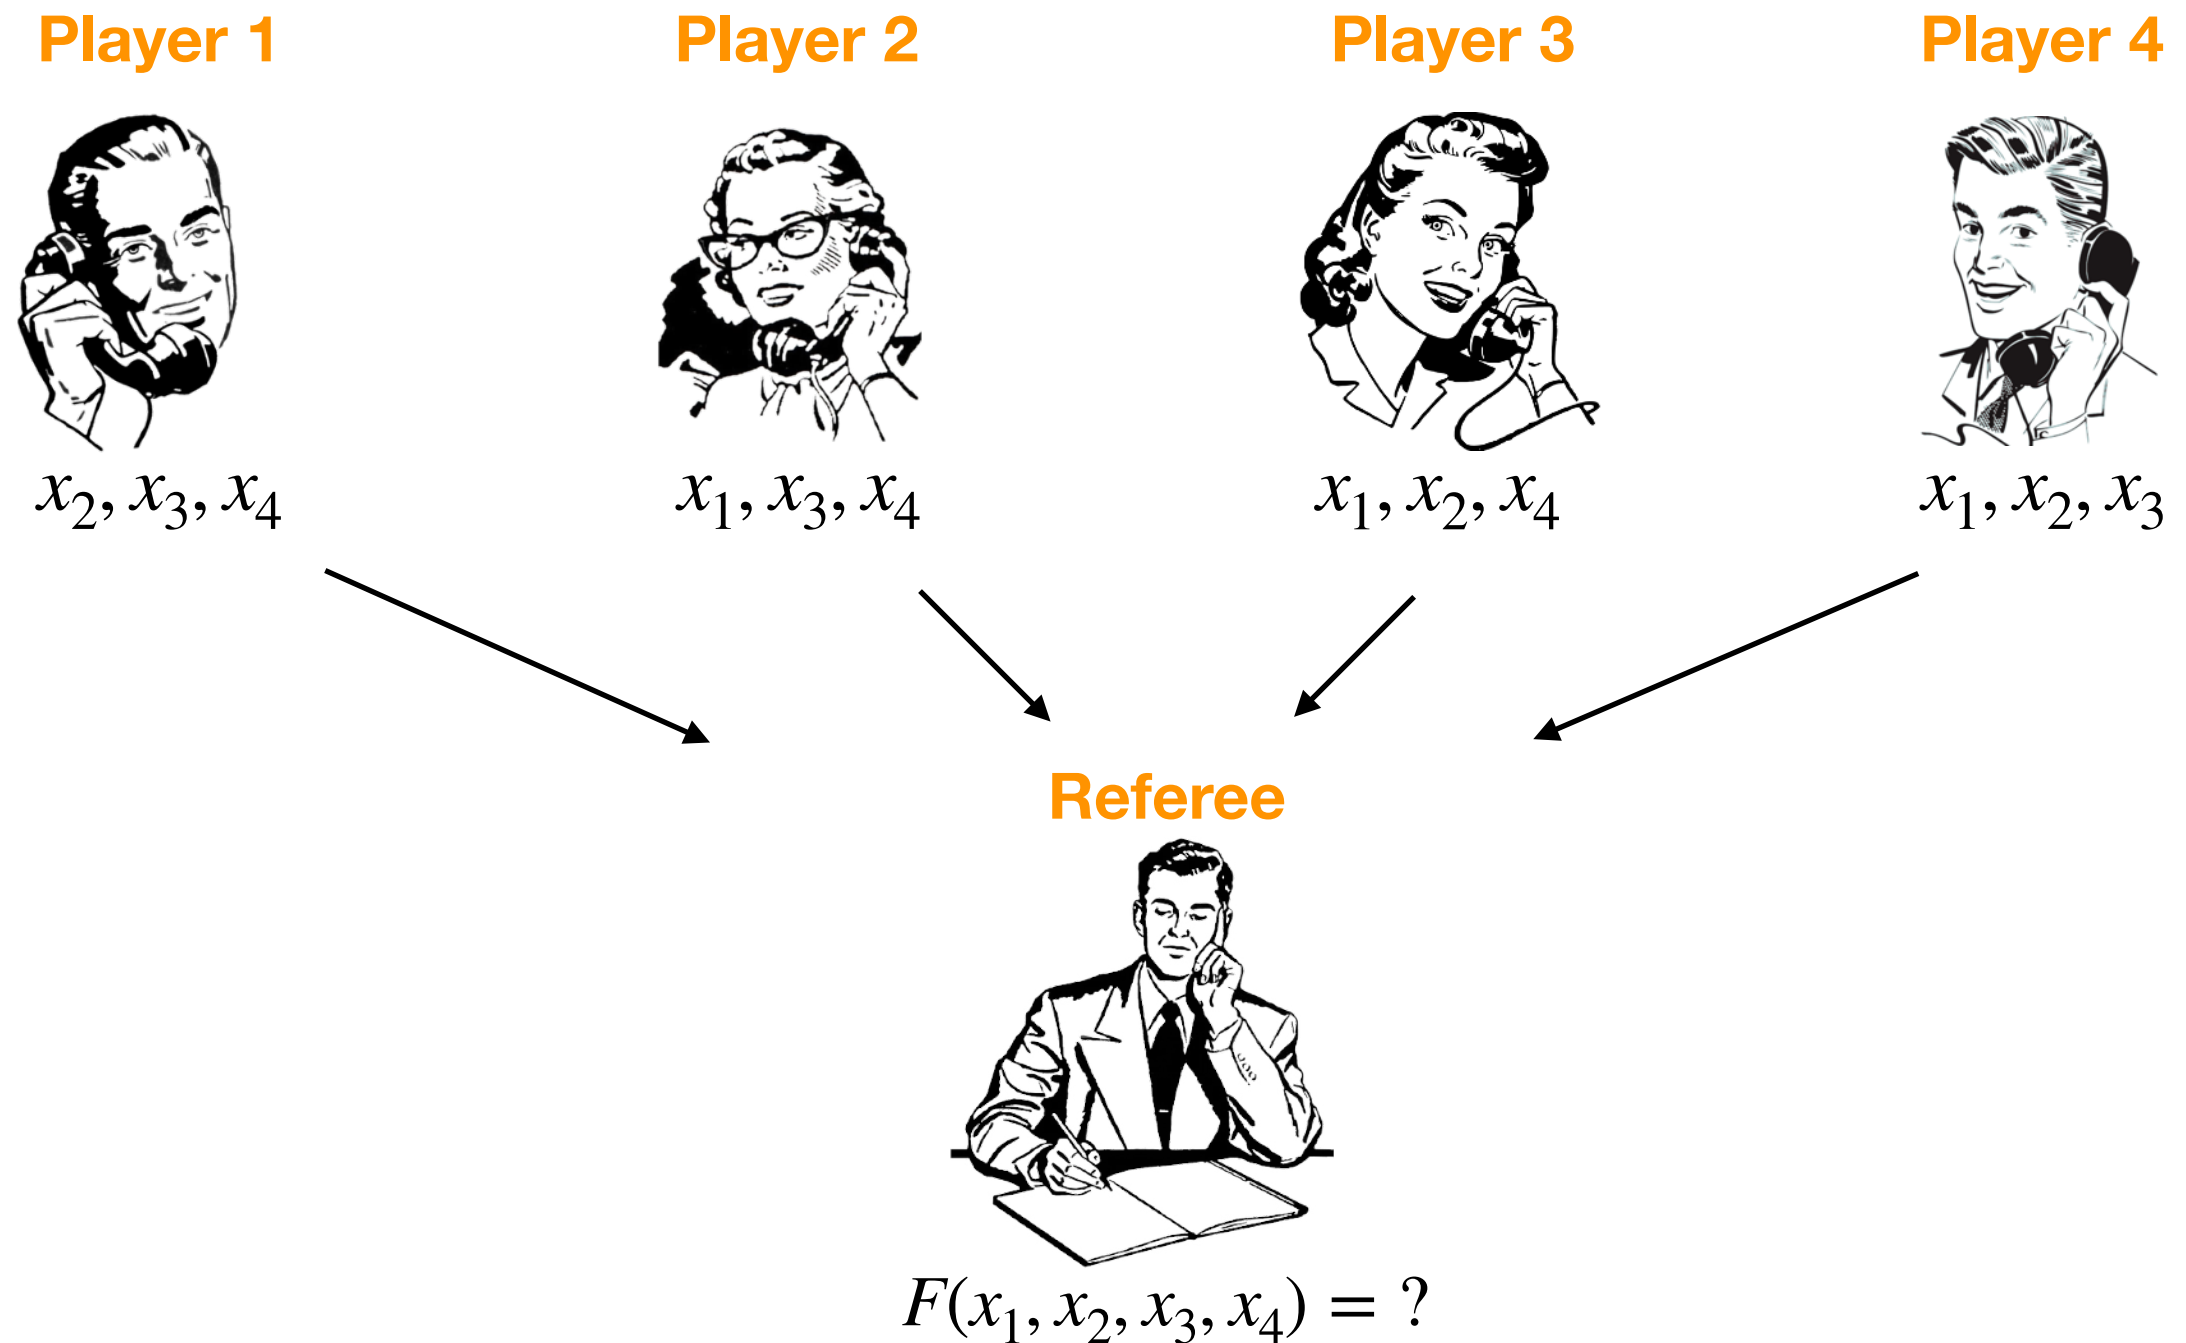 Player 1 Player 2 Player 3 Player 4
x₂, x₃, x₄ x₁, x₃, x₄ x₁, x₂, x₄ x₁, x₂, x₃
Referee
F(x₁, x₂, x₃, x₄) = ?